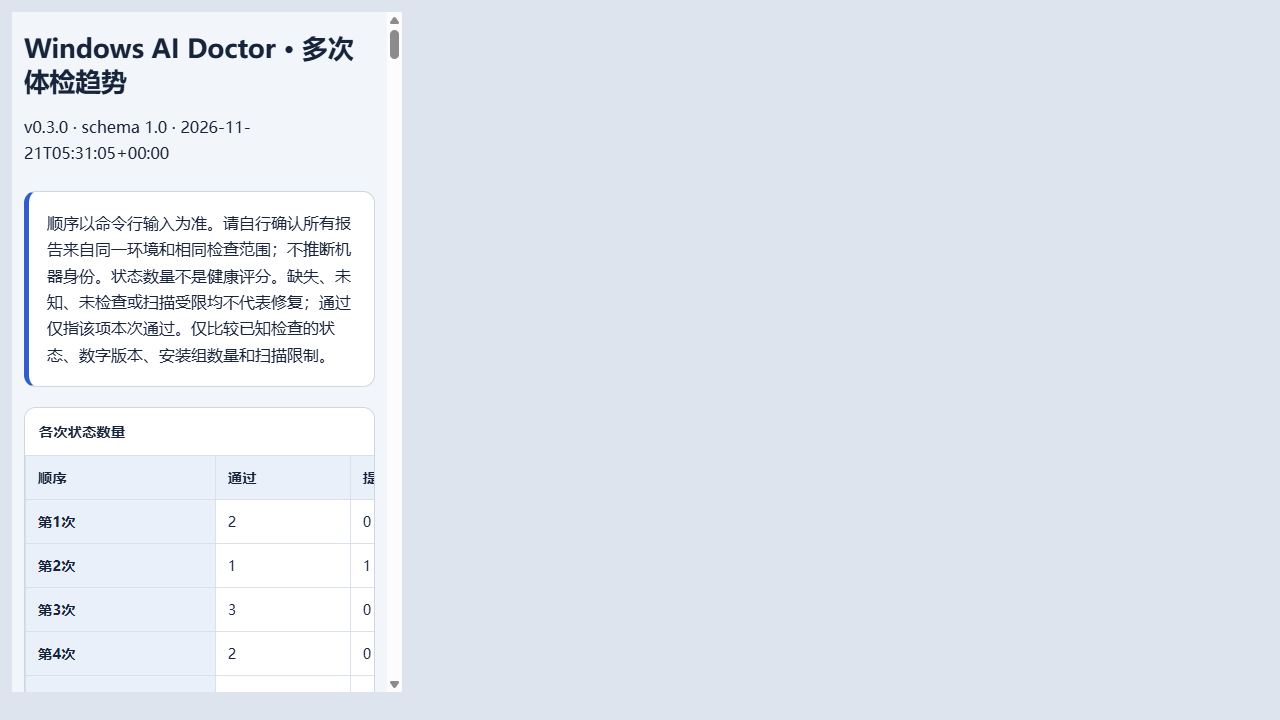 Windows AI Doctor • 多次
体检趋势
v0.3.0 · schema 1.0 · 2026-11-
21T05:31:05+00:00
顺序以命令行输入为准。请自行确认所有报
告来自同一环境和相同检查范围；不推断机
器身份。状态数量不是健康评分。缺失、未
知、未检查或扫描受限均不代表修复；通过
仅指该项本次通过。仅比较已知检查的状
态、数字版本、安装组数量和扫描限制。
各次状态数量
顺序 通过 提
第1次 2 0
第2次 1 1
第3次 3 0
第4次 2 0